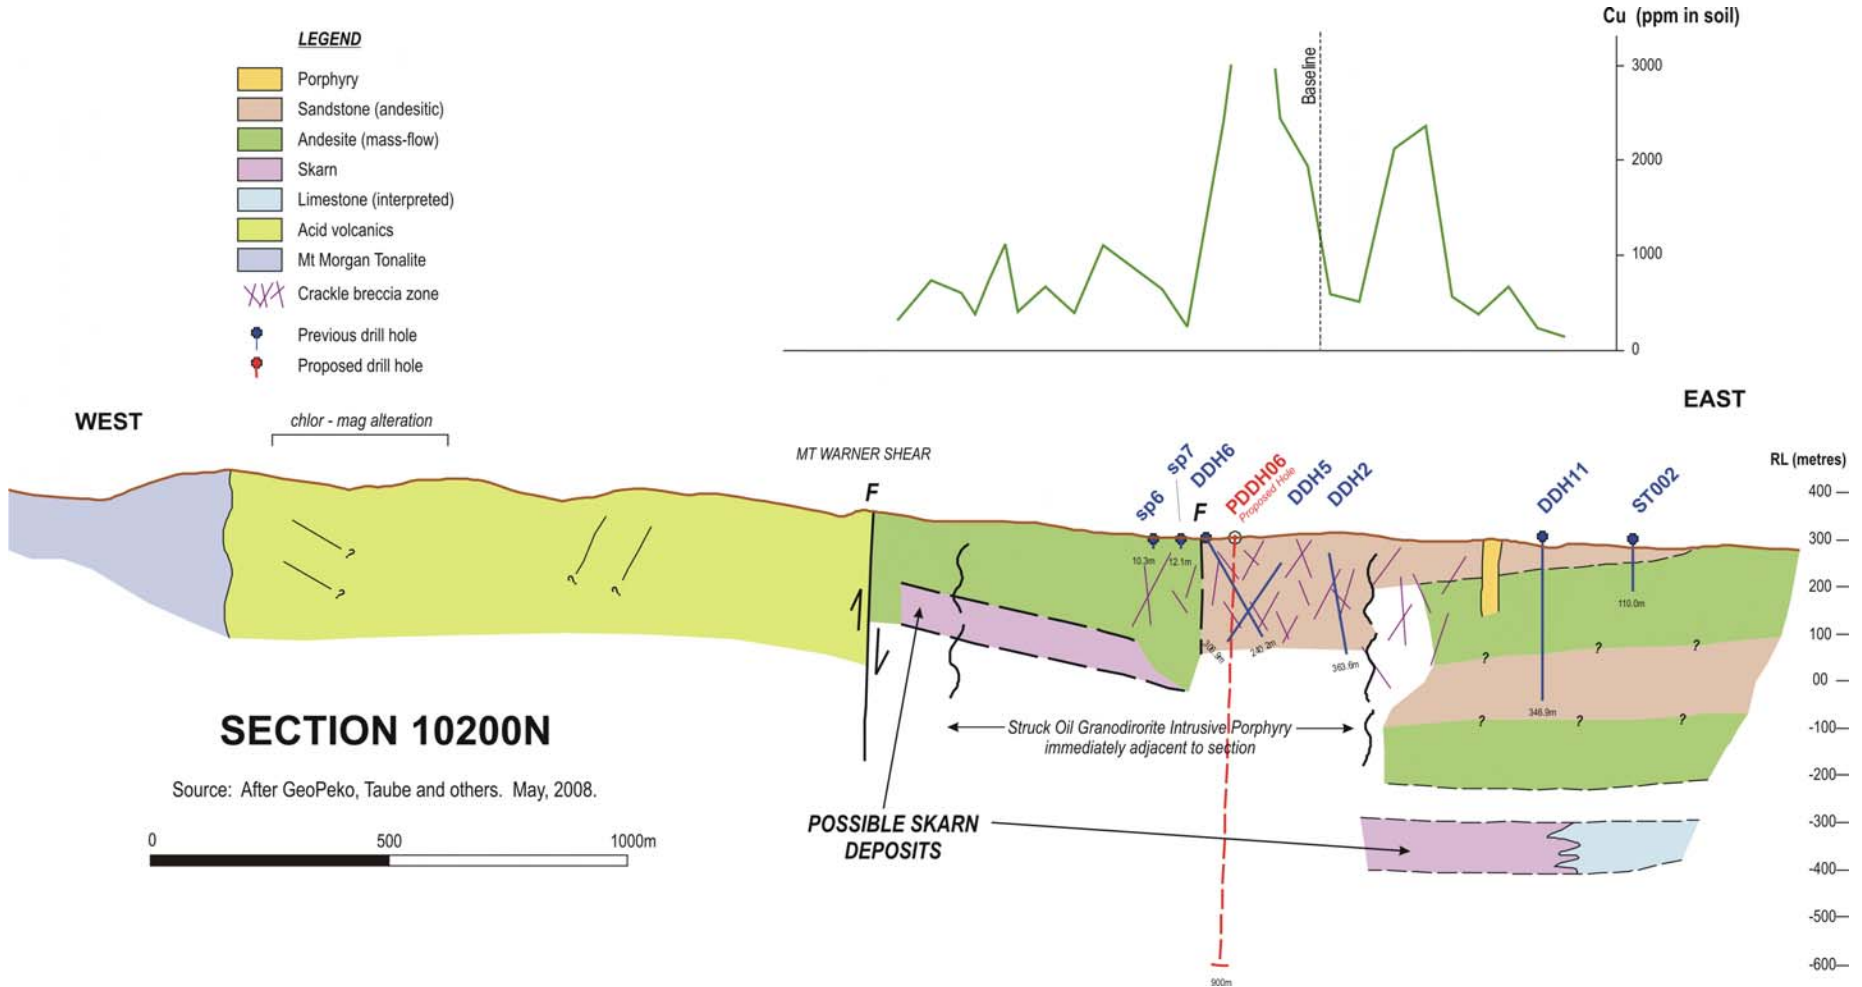 Cu (ppm in soil)
LEGEND
Porphyry
Sandstone (andesitic)
Andesite (mass-flow)
Skarn
Limestone (interpreted)
Acid volcanics
Mt Morgan Tonalite
Crackle breccia zone
Previous drill hole
Proposed drill hole
Baseline
3000
2000
1000
0
WEST
EAST
chlor - mag alteration
MT WARNER SHEAR
RL (metres)
F
sp6
sp7
DDH6
F
PDDH06
Proposed Hole
DDH5
DDH2
DDH11
ST002
400
300
200
100
00
-100
-200
-300
-400
-500
-600
10.3m
12.1m
240.2m
363.6m
346.9m
110.0m
?
?
?
?
?
?
?
?
?
?
Struck Oil Granodirorite Intrusive Porphyry
immediately adjacent to section
SECTION 10200N
Source: After GeoPeko, Taube and others. May, 2008.
0
500
1000m
POSSIBLE SKARN
DEPOSITS
900m